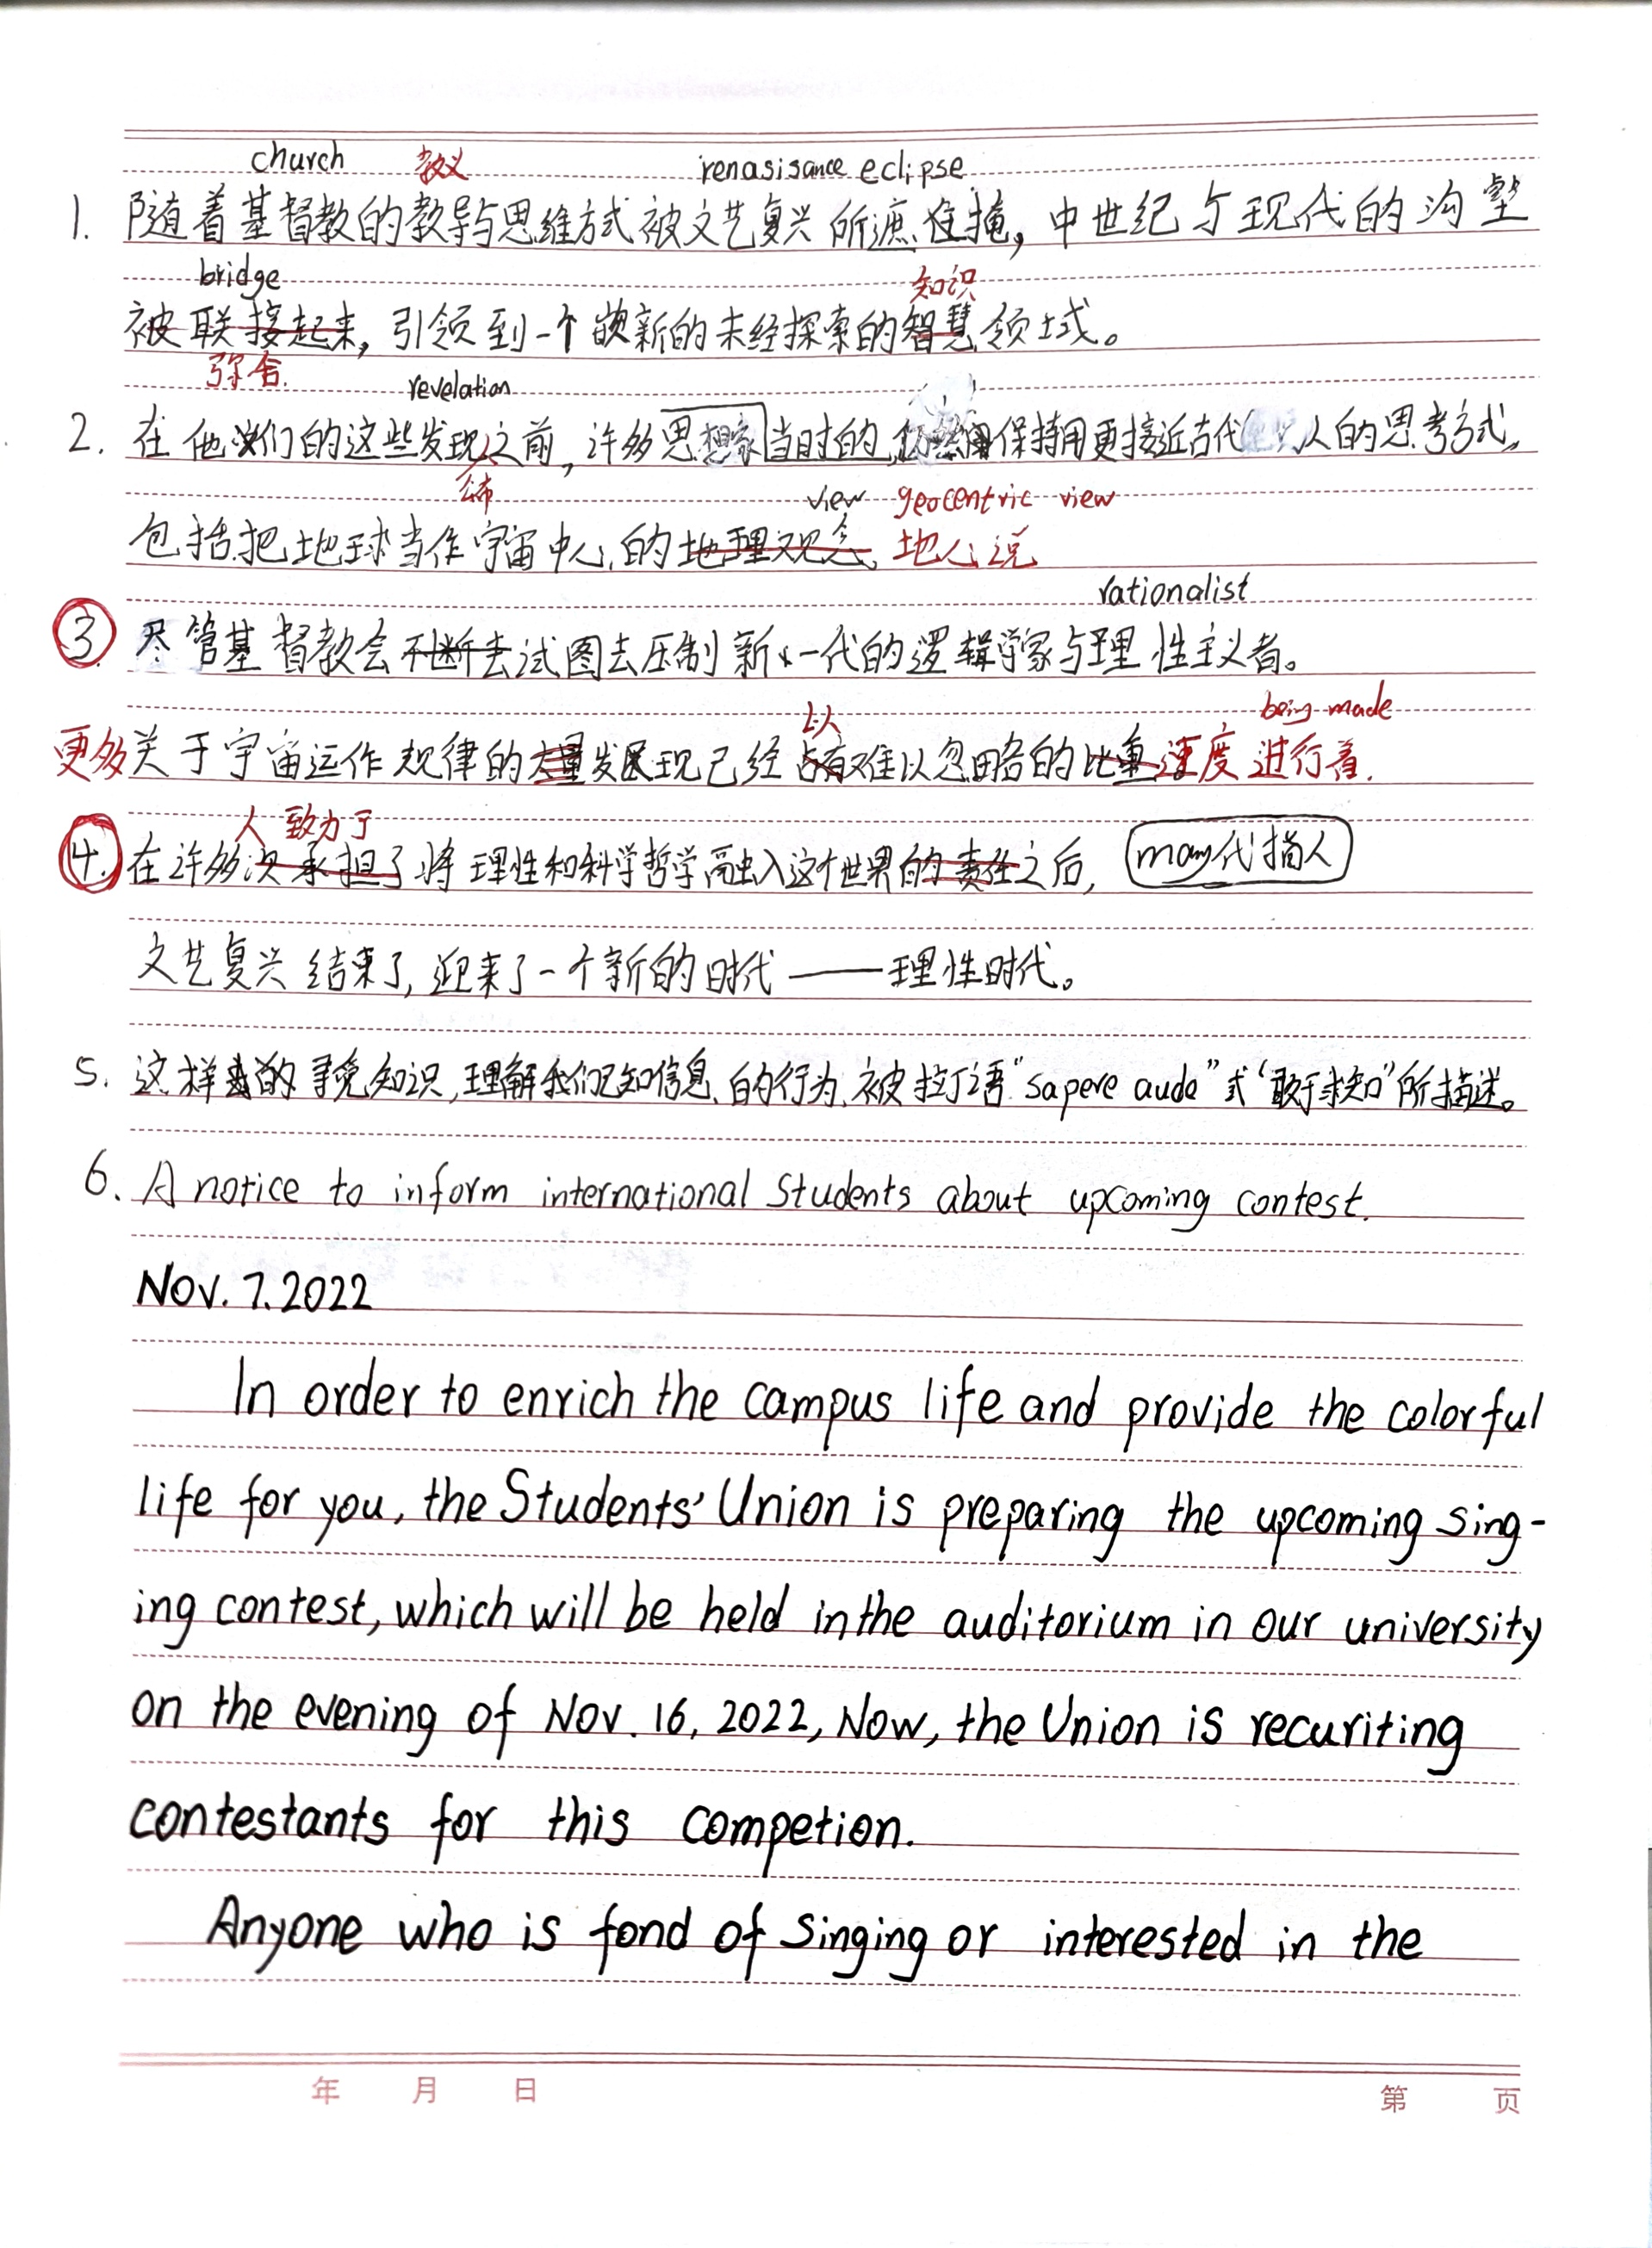 church 教义 renasisance eclipse
1. 随着基督教的教导与思维方式被文艺复兴所遮掩，中世纪与现代的沟壑
bridge 知识
被联接起来，引领到一个崭新的未经探索的智慧领域。
弥合 revelation
2. 在他们的这些发现之前，许多思想家当时的保持用更接近古代人的思考方式，
公布 view geocentric view
包括把地球当作宇宙中心的地理观念 地心说
rationalist
3. 尽管基督教会不断去试图去压制新一代的逻辑学家与理性主义者。
以 being made
更多关于宇宙运作规律的大量发现已经占有难以忽略的比重 速度 进行着.
人 致力于
4. 在许多次承担了将理性和科学哲学融入这个世界的责任之后, many代指人
文艺复兴结束了，迎来了一个新的时代——理性时代。
5. 这样的寻觅知识，理解我们已知信息的行为，被拉丁语“sapere aude”式“敢于求知”所描述。
6. A notice to inform international students about upcoming contest.
Nov. 7. 2022
In order to enrich the campus life and provide the colorful
life for you, the Students' Union is preparing the upcoming sing-
ing contest, which will be held in the auditorium in our university
on the evening of Nov. 16, 2022, Now, the Union is recuriting
contestants for this competion.
Anyone who is fond of singing or interested in the
年 月 日 第 页